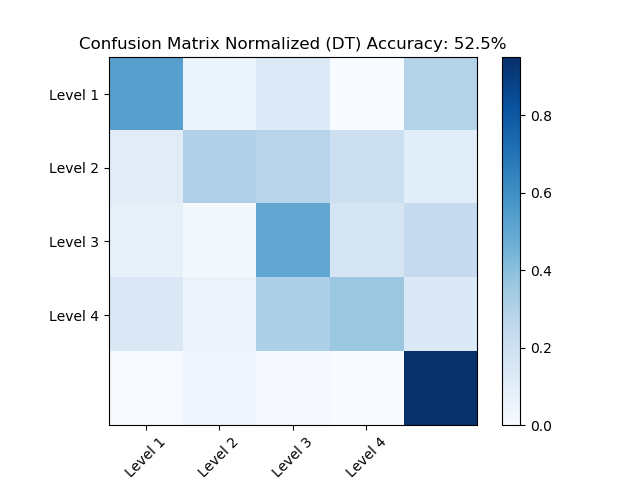 Confusion Matrix Normalized (DT) Accuracy: 52.5%
Level 1
Level 2
Level 3
Level 4
Level 1
Level 2
Level 3
Level 4
0.8
0.6
0.4
0.2
0.0